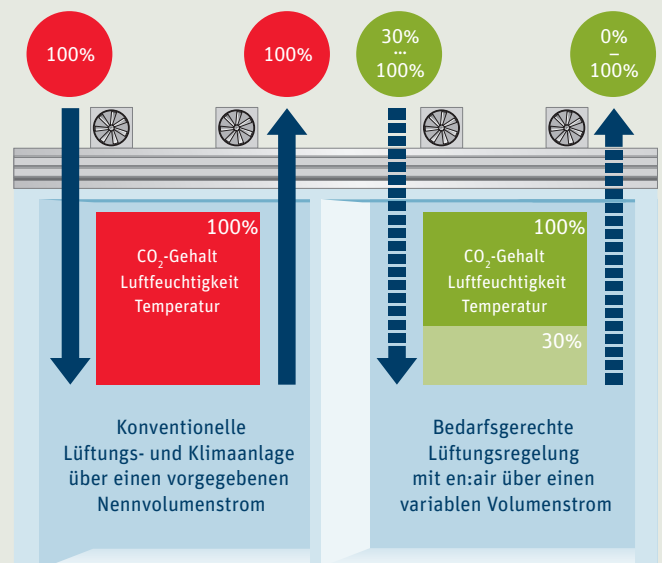 100%
100%
30%
...
100%
0%
–
100%
100%
CO₂-Gehalt
Luftfeuchtigkeit
Temperatur
Konventionelle
Lüftungs- und Klimaanlage
über einen vorgegebenen
Nennvolumenstrom
100%
CO₂-Gehalt
Luftfeuchtigkeit
Temperatur
30%
Bedarfsgerechte
Lüftungsregelung
mit en:air über einen
variablen Volumenstrom